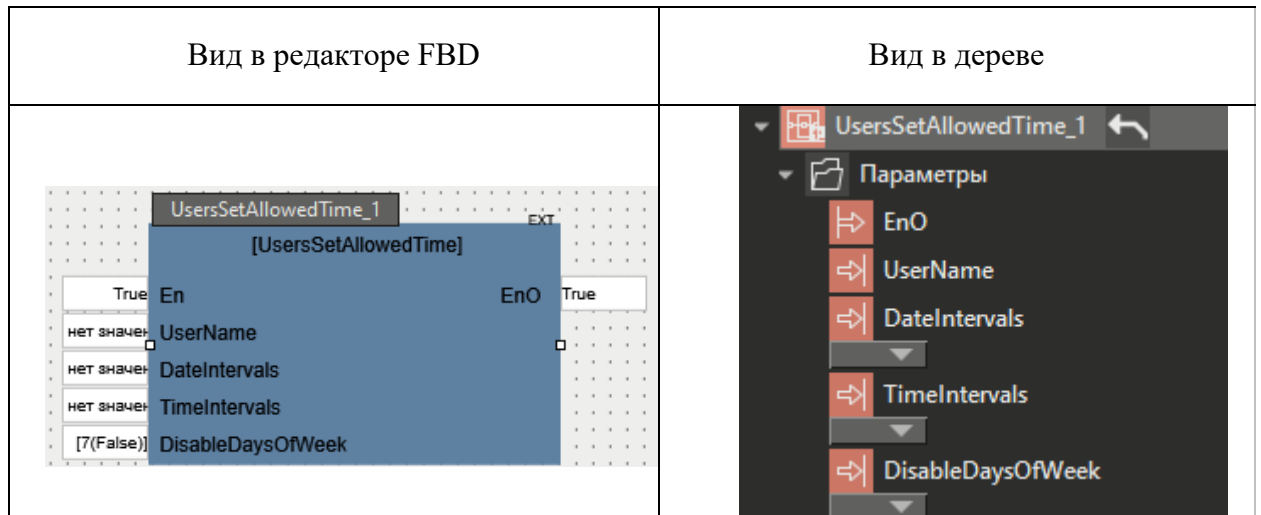 Вид в редакторе FBD
Вид в дереве
UsersSetAllowedTime_1
EXT
[UsersSetAllowedTime]
True En EnO True
нет значен UserName
нет значен DateIntervals
нет значен TimeIntervals
[7(False)] DisableDaysOfWeek
UsersSetAllowedTime_1
Параметры
EnO
UserName
DateIntervals
TimeIntervals
DisableDaysOfWeek